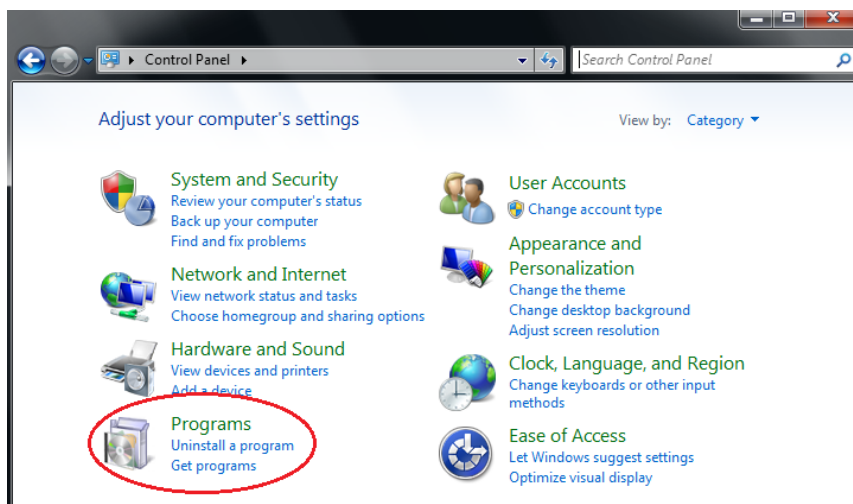 Control Panel
Search Control Panel
Adjust your computer's settings
View by: Category
System and Security
Review your computer's status
Back up your computer
Find and fix problems
Network and Internet
View network status and tasks
Choose homegroup and sharing options
Hardware and Sound
View devices and printers
Add a device
Programs
Uninstall a program
Get programs
User Accounts
Change account type
Appearance and
Personalization
Change the theme
Change desktop background
Adjust screen resolution
Clock, Language, and Region
Change keyboards or other input
methods
Ease of Access
Let Windows suggest settings
Optimize visual display